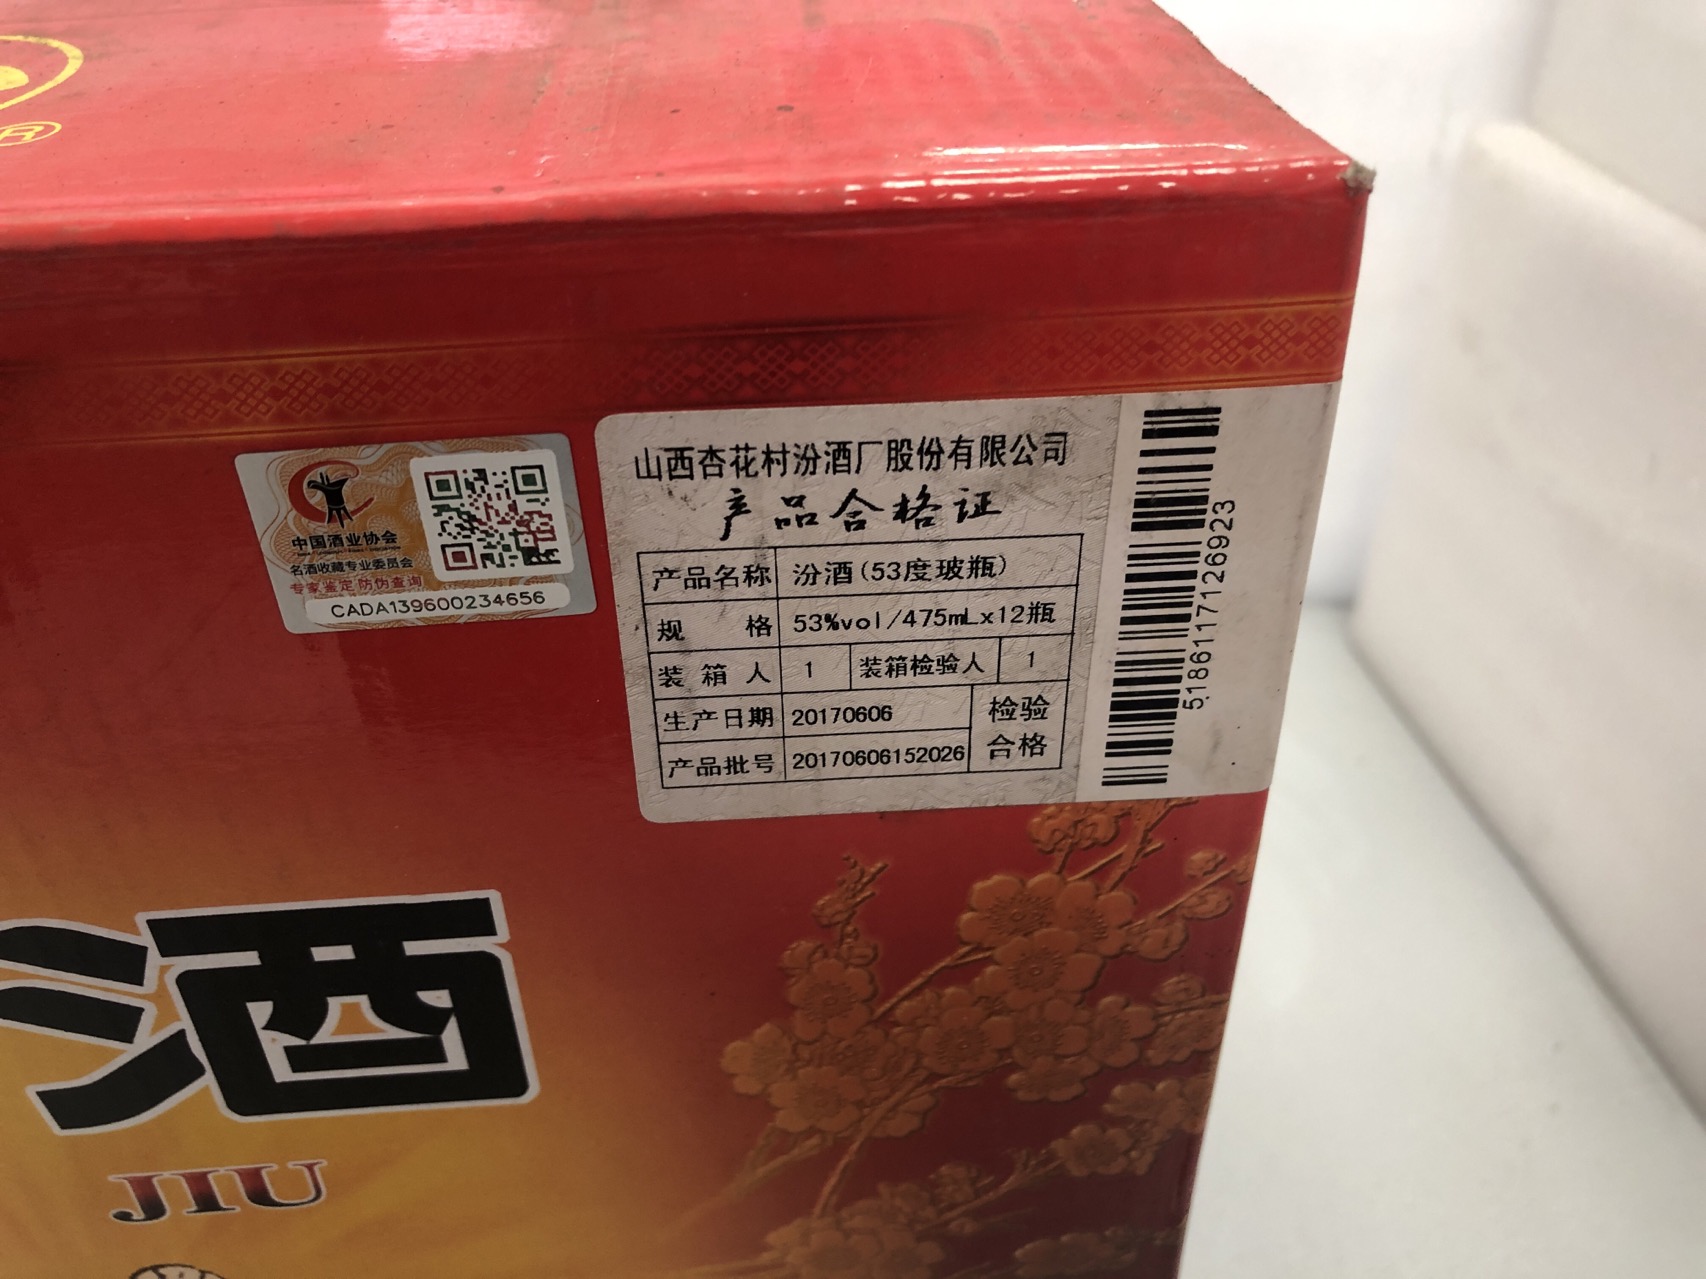 R
山西杏花村汾酒厂股份有限公司
产品合格证
产品名称 汾酒(53度玻瓶)
规 格 53%vol/475mLx12瓶
装箱人 1 装箱检验人 1
生产日期 20170606 检验
产品批号 20170606152026 合格
5186117126923
中国酒业协会
名酒收藏专业委员会
专家鉴定 防伪查询
CADA139600234656
酒
JIU